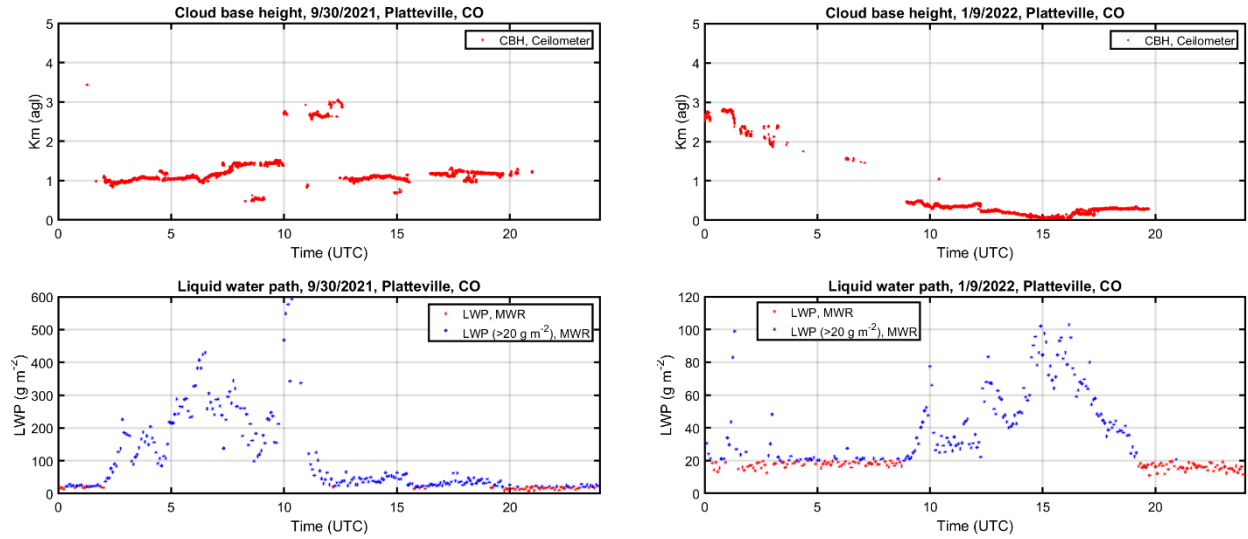 Cloud base height, 9/30/2021, Platteville, CO
5
4
3
2
1
0
Km (agl)
CBH, Ceilometer
0 5 10 15 20
Time (UTC)
Cloud base height, 1/9/2022, Platteville, CO
5
4
3
2
1
0
Km (agl)
CBH, Ceilometer
0 5 10 15 20
Time (UTC)
Liquid water path, 9/30/2021, Platteville, CO
600
500
400
300
200
100
0
LWP (g m⁻²)
LWP, MWR
LWP (>20 g m⁻²), MWR
0 5 10 15 20
Time (UTC)
Liquid water path, 1/9/2022, Platteville, CO
120
100
80
60
40
20
0
LWP (g m⁻²)
LWP, MWR
LWP (>20 g m⁻²), MWR
0 5 10 15 20
Time (UTC)